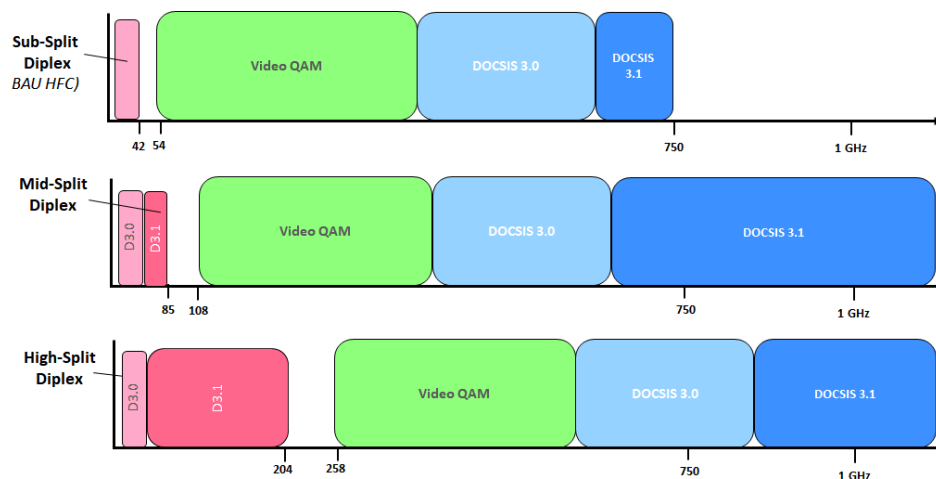 Sub-Split
Diplex
BAU HFC)
Video QAM
DOCSIS 3.0
DOCSIS
3.1
42
54
750
1 GHz
Mid-Split
Diplex
D3.0
D3.1
Video QAM
DOCSIS 3.0
DOCSIS 3.1
85
108
750
1 GHz
High-Split
Diplex
D3.0
D3.1
Video QAM
DOCSIS 3.0
DOCSIS 3.1
204
258
750
1 GHz